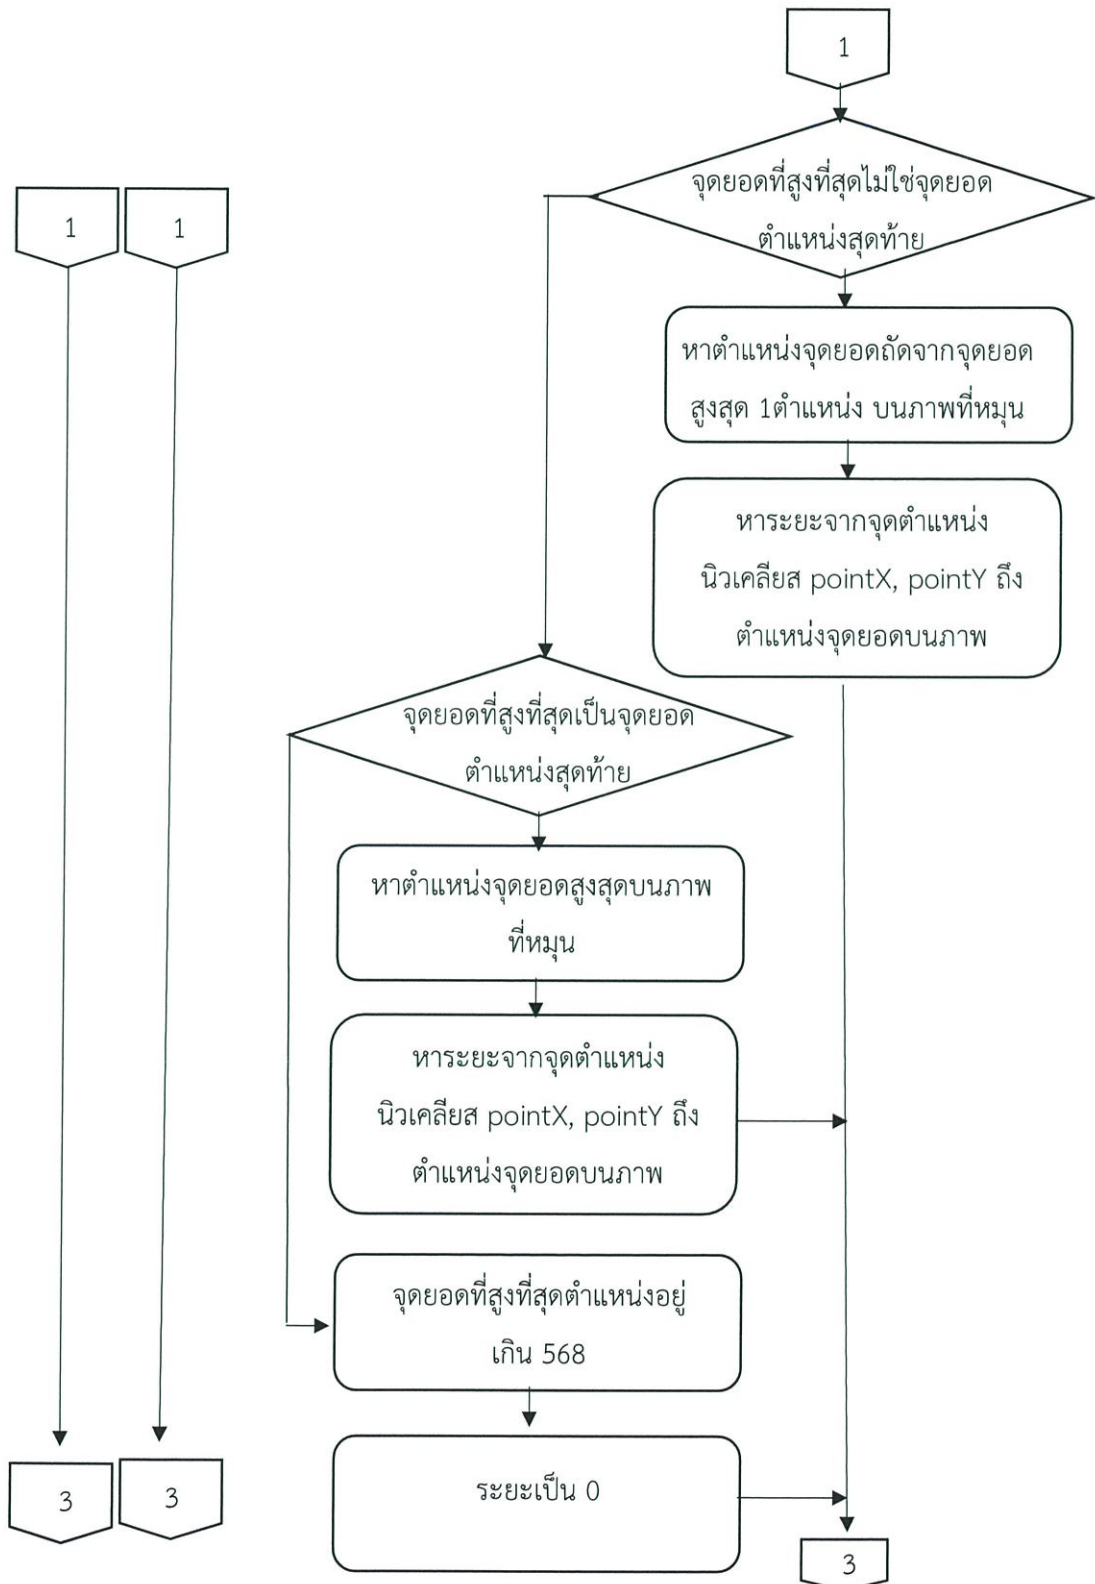 1
จุดยอดที่สูงที่สุดไม่ใช่จุดยอด
ตำแหน่งสุดท้าย
1
1
หาตำแหน่งจุดยอดถัดจากจุดยอด
สูงสุด 1ตำแหน่ง บนภาพที่หมุน
หาระยะจากจุดตำแหน่ง
นิวเคลียส pointX, pointY ถึง
ตำแหน่งจุดยอดบนภาพ
จุดยอดที่สูงที่สุดเป็นจุดยอด
ตำแหน่งสุดท้าย
หาตำแหน่งจุดยอดสูงสุดบนภาพ
ที่หมุน
หาระยะจากจุดตำแหน่ง
นิวเคลียส pointX, pointY ถึง
ตำแหน่งจุดยอดบนภาพ
จุดยอดที่สูงที่สุดตำแหน่งอยู่
เกิน 568
ระยะเป็น 0
3
3
3